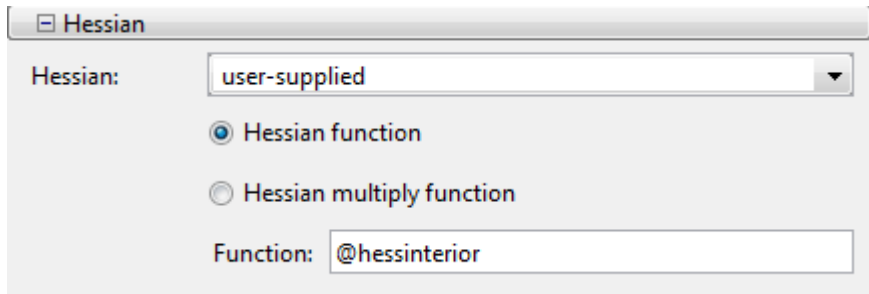 Hessian
Hessian: user-supplied
Hessian function
Hessian multiply function
Function: @hessinterior